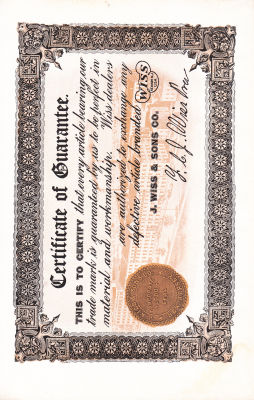 Certificate of Guarantee.
THIS IS TO CERTIFY that every article bearing our
trade mark is guaranteed by us to be perfect in
material and workmanship. Wiss dealers
are authorized to exchange any
defective article branded WISS
J. WISS & SONS CO.